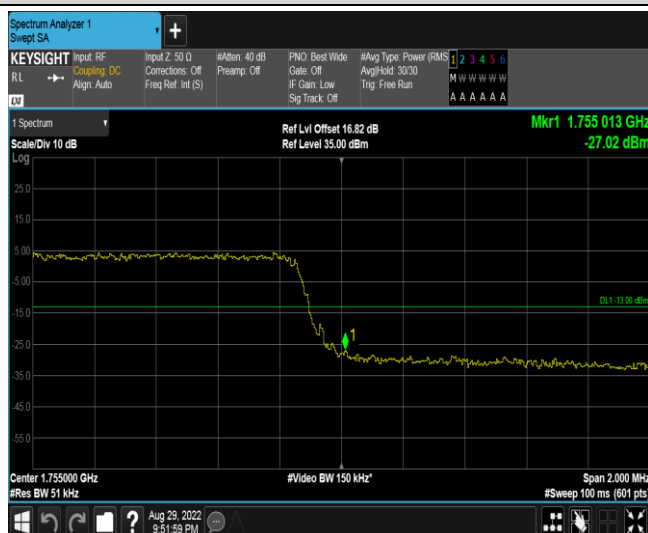 Spectrum Analyzer 1
Swept SA
+
KEYSIGHT
RL
LXI
Input: RF
Coupling: DC
Align: Auto
Input Z: 50 Ω
Corrections: Off
Freq Ref: Int (S)
#Atten: 40 dB
Preamp: Off
PNO: Best Wide
Gate: Off
IF Gain: Low
Sig Track: Off
#Avg Type: Power (RMS
Avg|Hold: 30/30
Trig: Free Run
1 2 3 4 5 6
M W W W W W
A A A A A A
1 Spectrum
Scale/Div 10 dB
Log
Ref Lvl Offset 16.82 dB
Ref Level 35.00 dBm
Mkr1 1.755 013 GHz
-27.02 dBm
25.0
15.0
5.00
-5.00
-15.0
DL1 -13.00 dBm
1
-25.0
-35.0
-45.0
-55.0
Center 1.755000 GHz
#Res BW 51 kHz
#Video BW 150 kHz*
Span 2.000 MHz
#Sweep 100 ms (601 pts)
?
Aug 29, 2022
9:51:59 PM